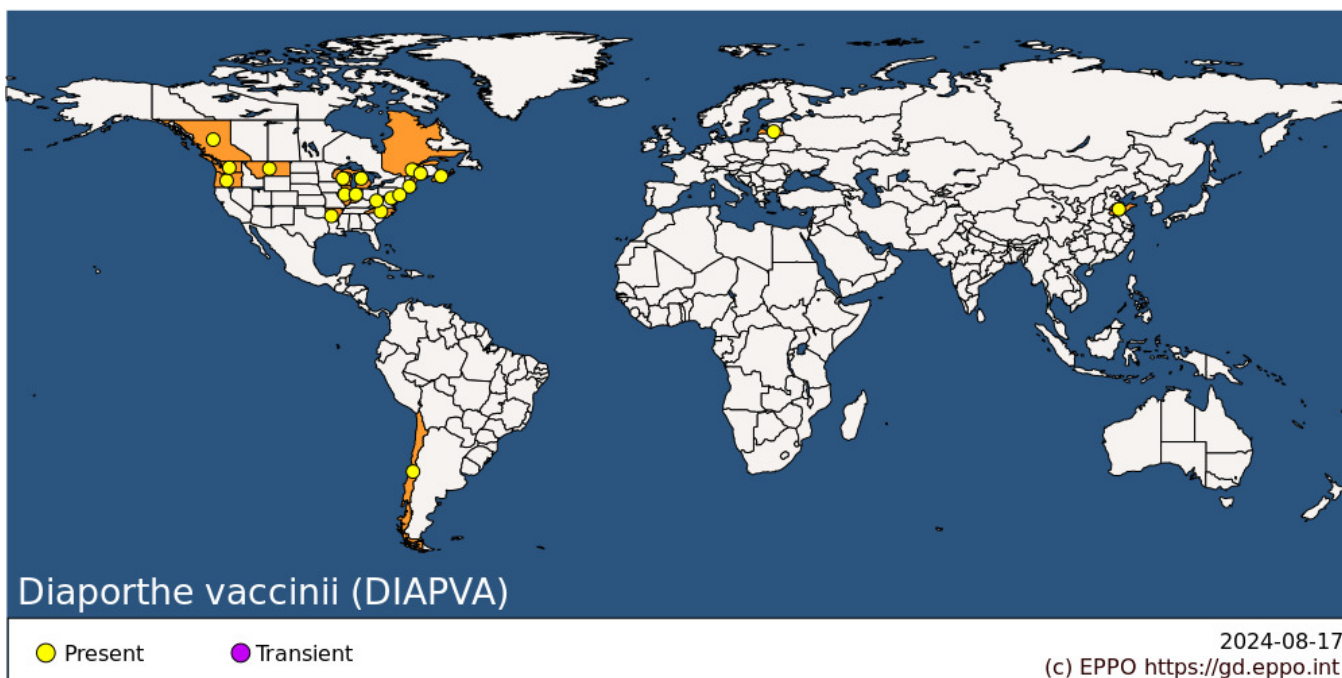 Diaporthe vaccinii (DIAPVA)
Present
Transient
2024-08-17
(c) EPPO https://gd.eppo.int